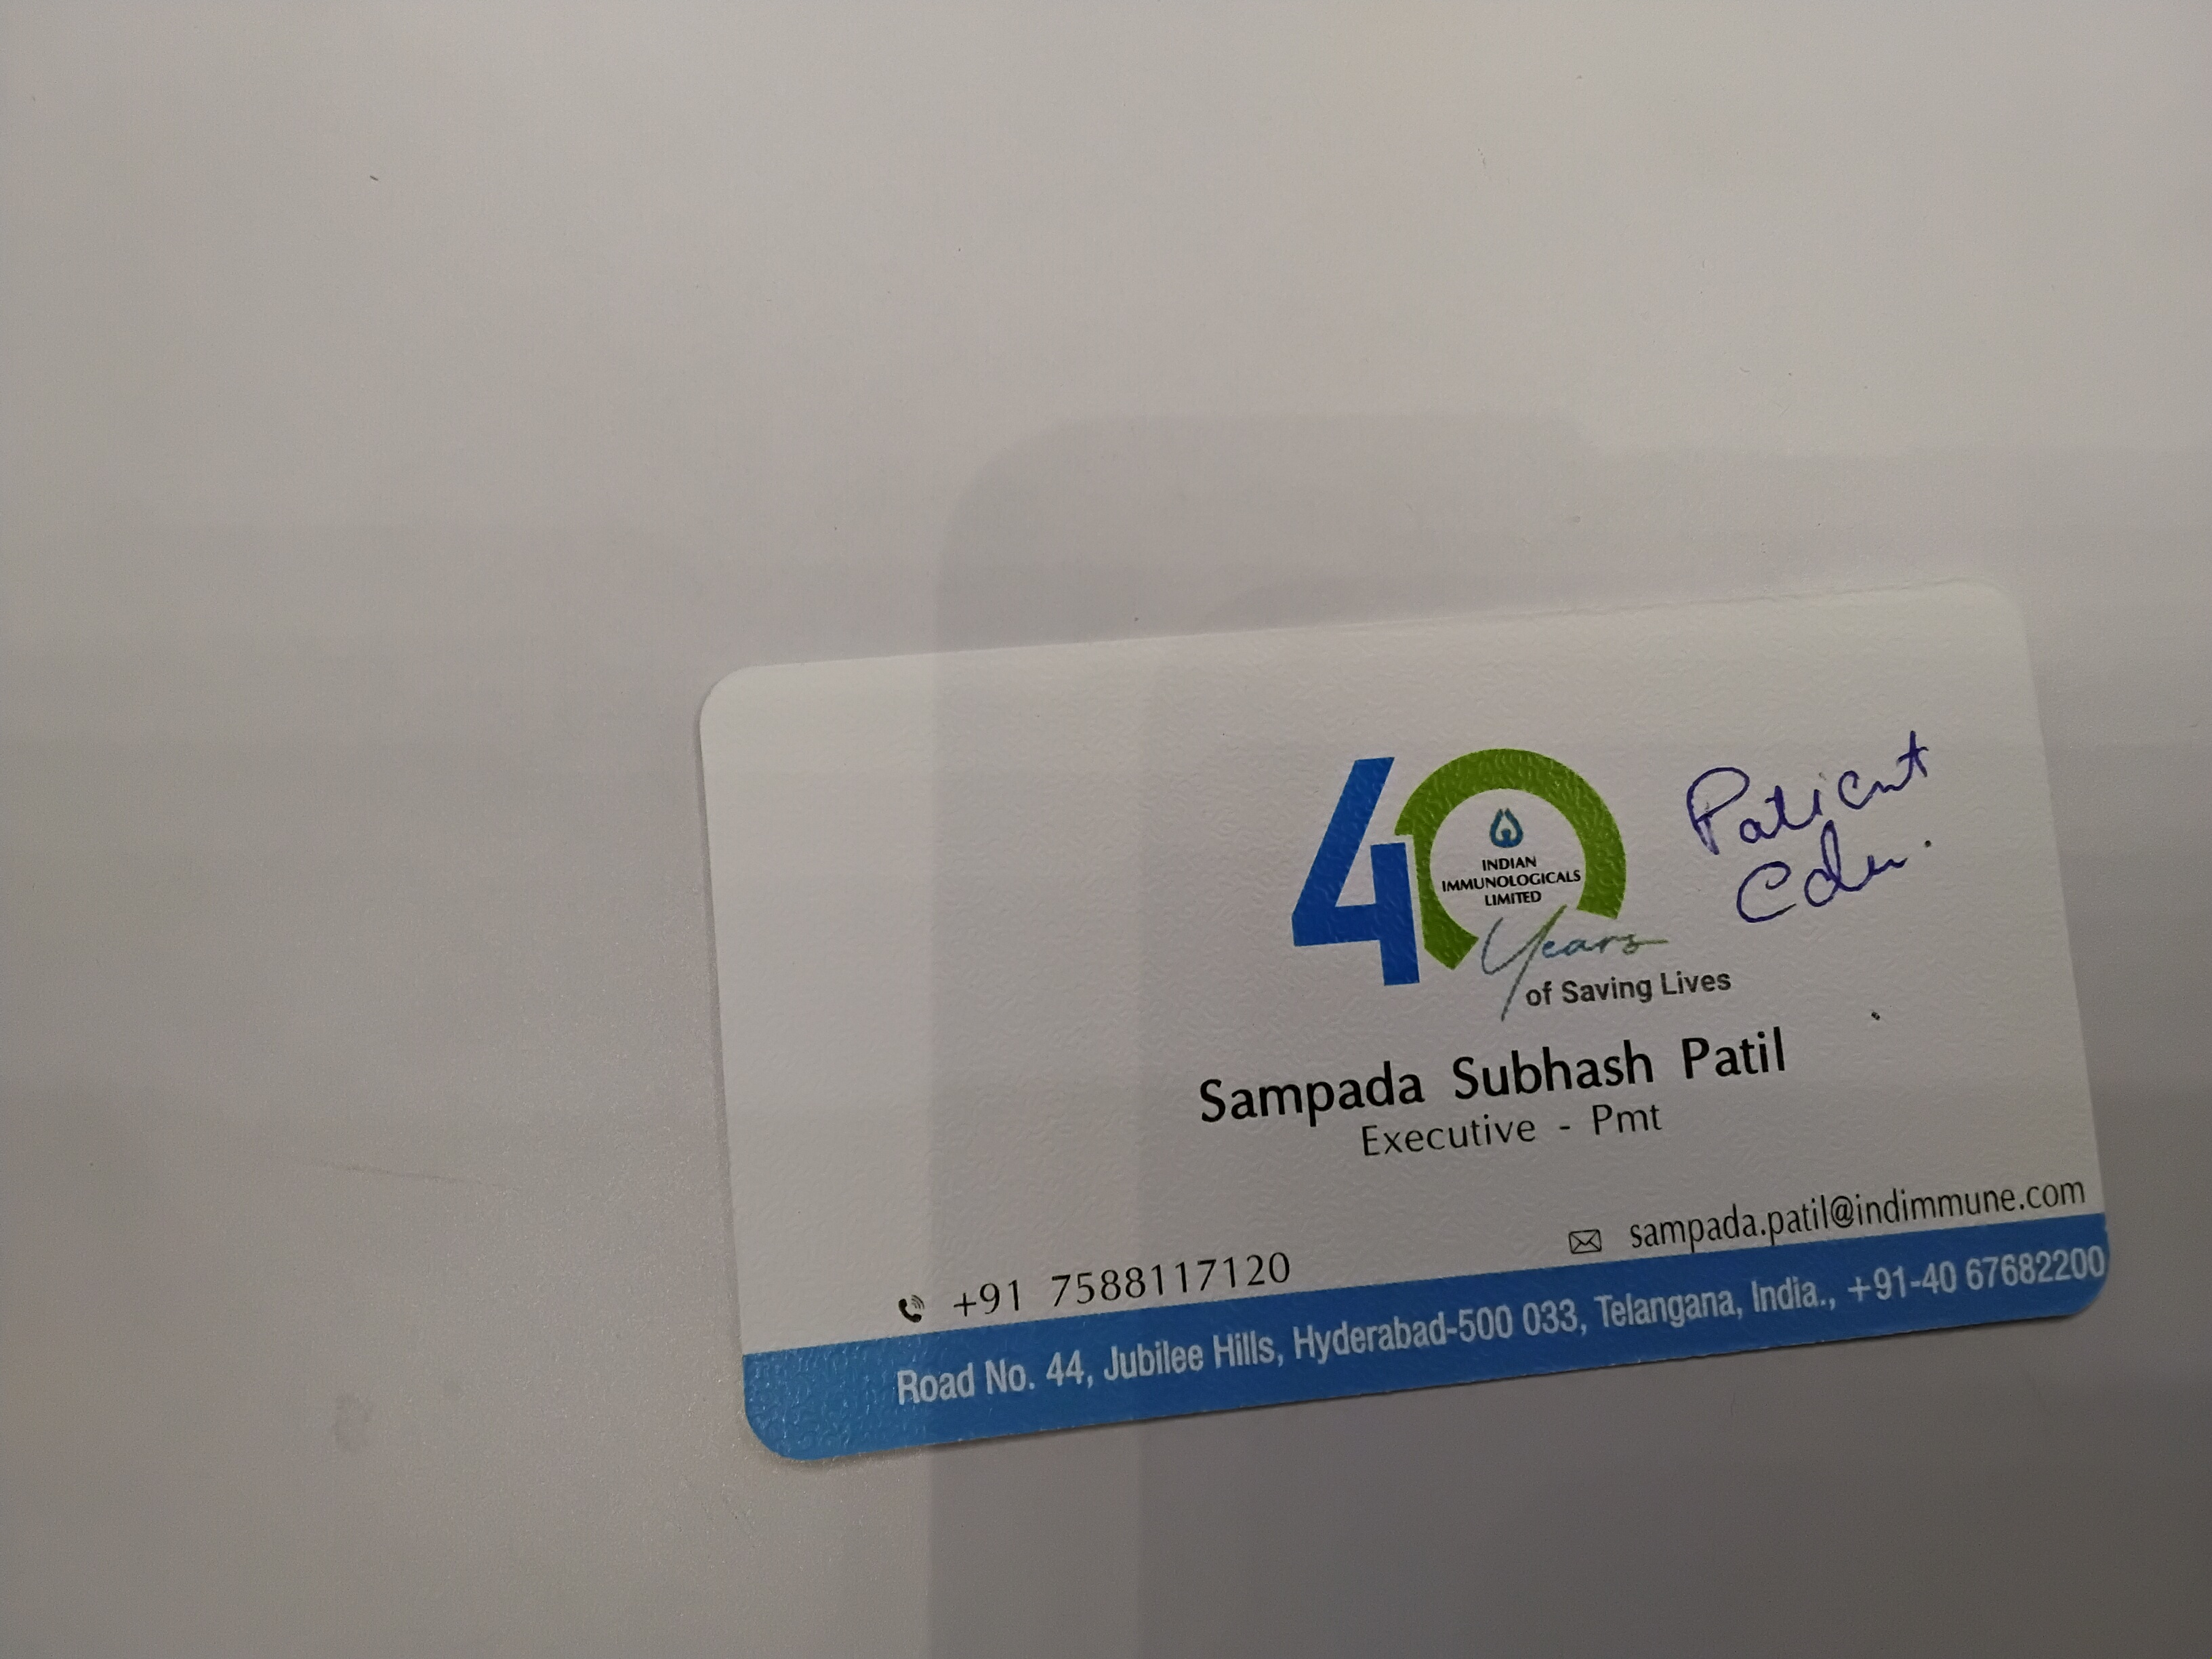 40
INDIAN
IMMUNOLOGICALS
LIMITED
Years
of Saving Lives
Patient
Edu.
Sampada Subhash Patil
Executive - Pmt
+91 7588117120
sampada.patil@indimmune.com
Road No. 44, Jubilee Hills, Hyderabad-500 033, Telangana, India., +91-40 67682200